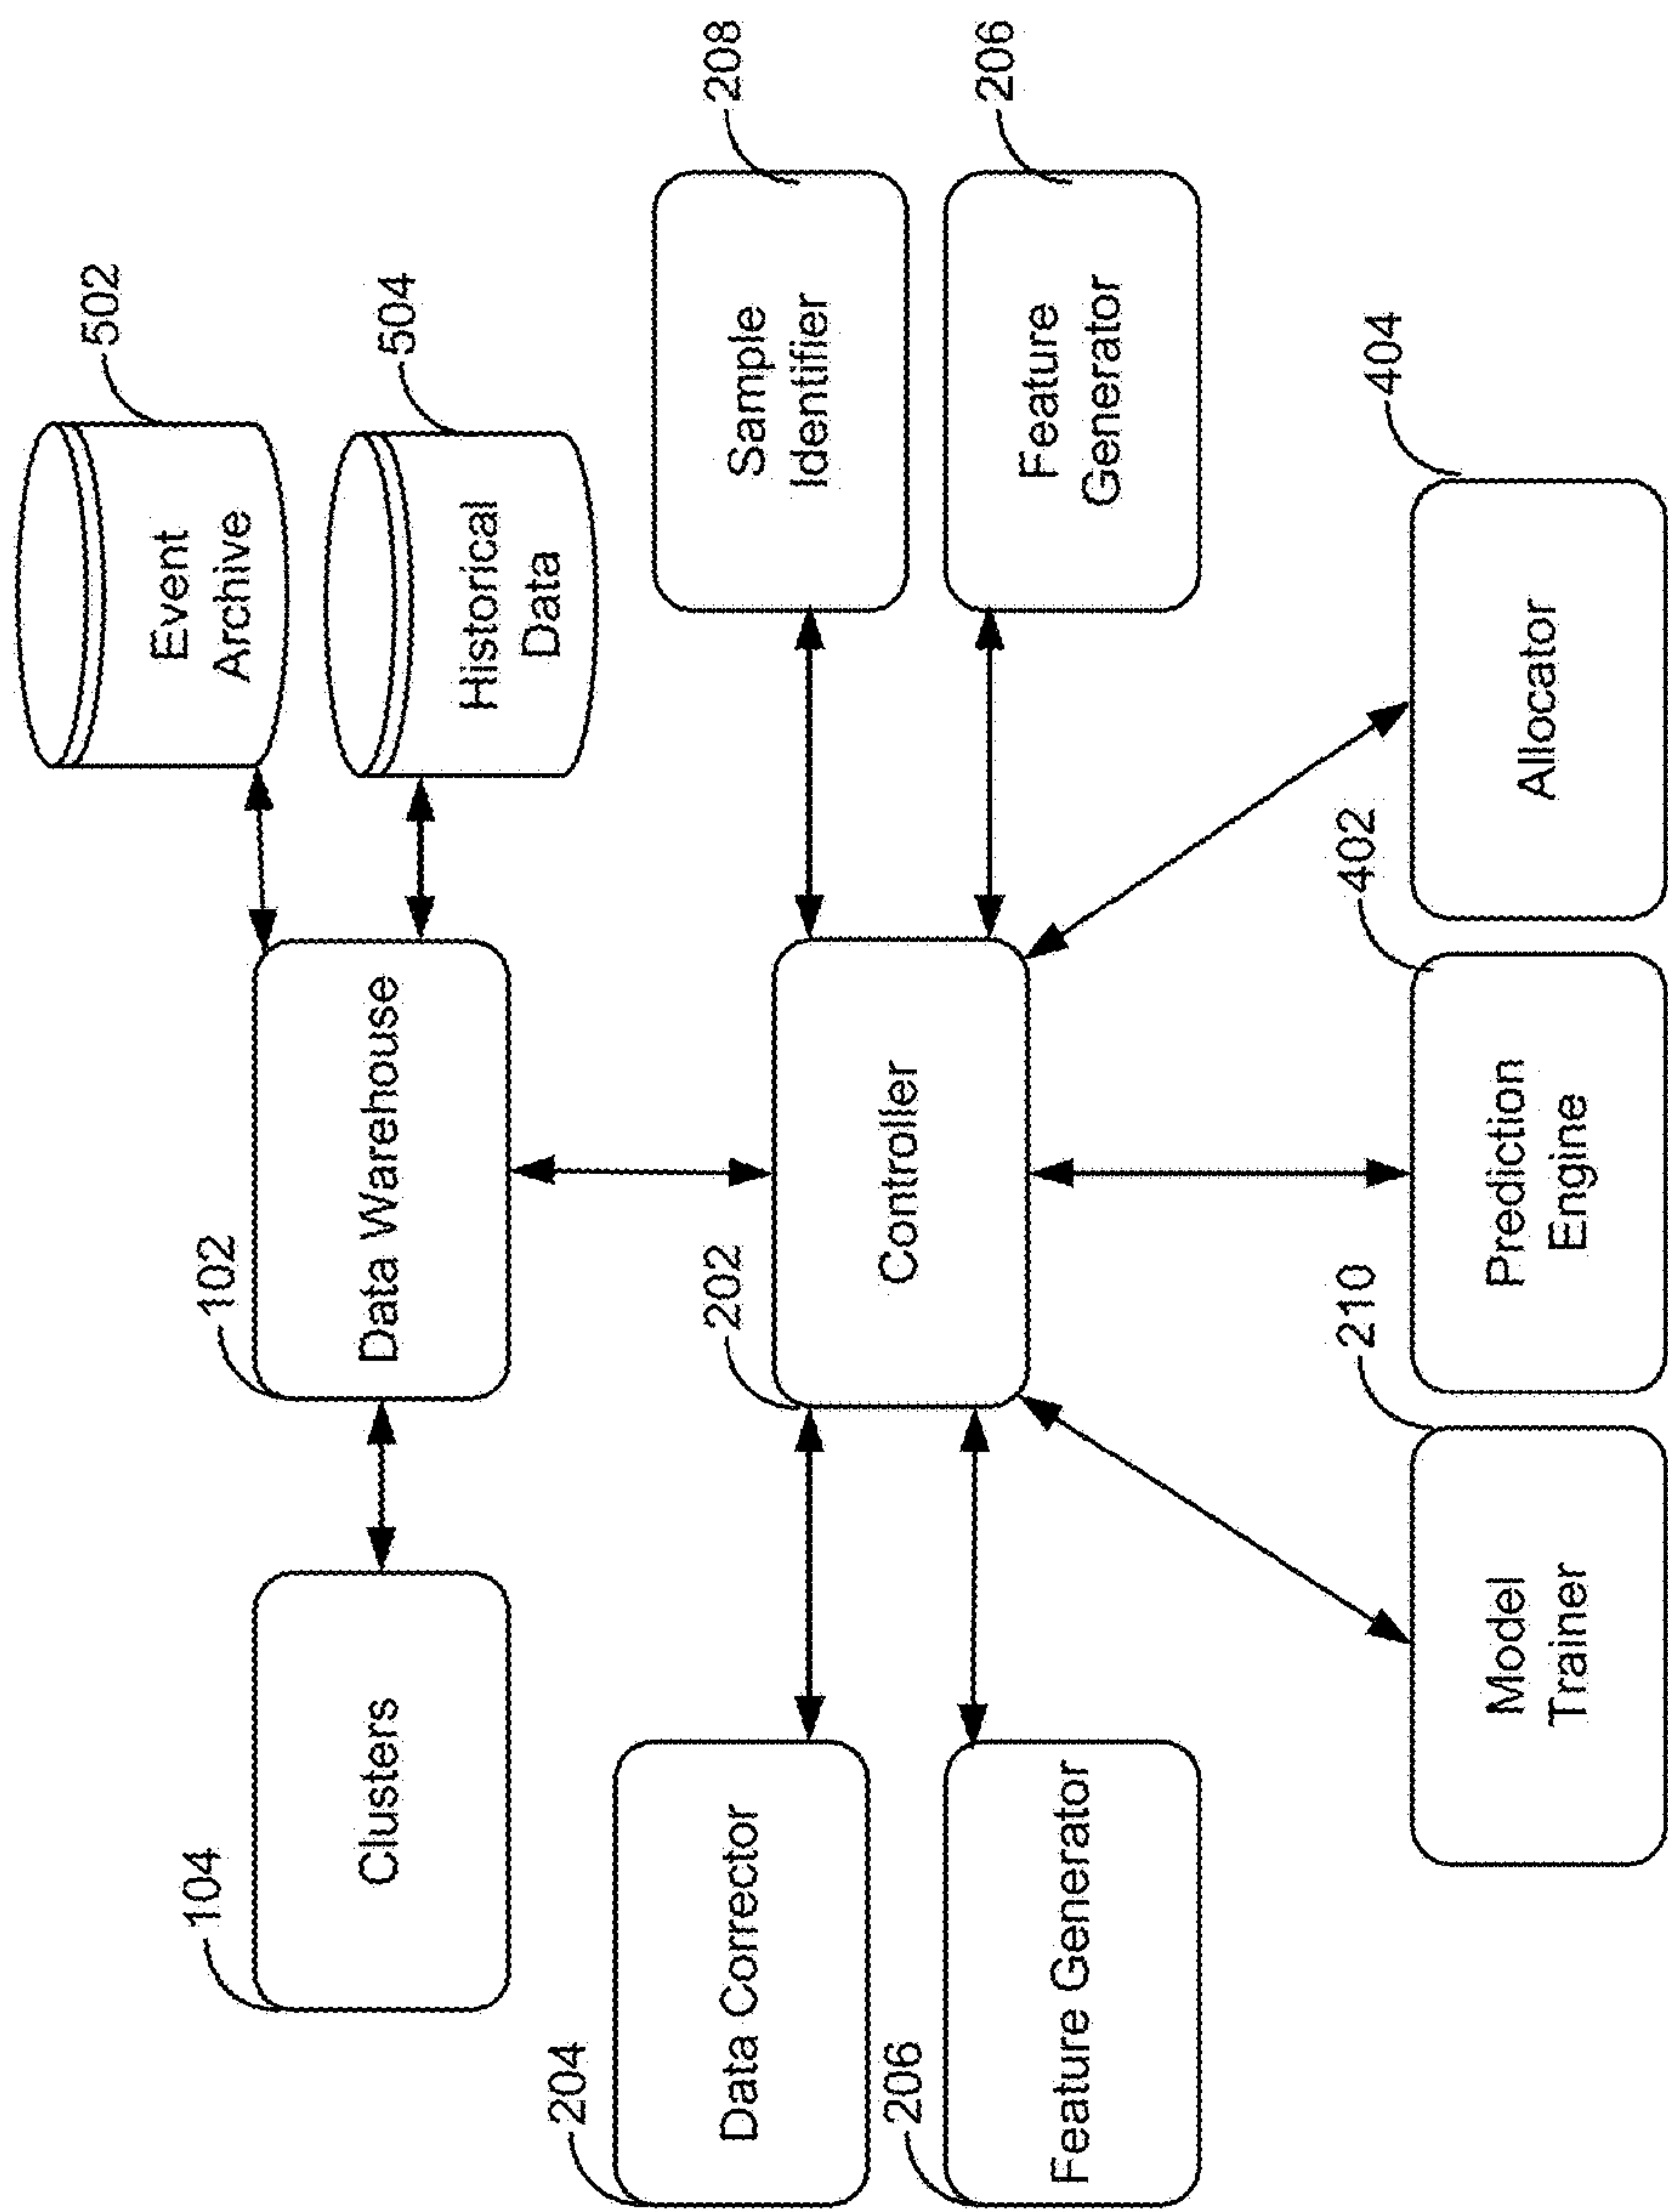 502
Event
Archive
104
102
Clusters
Data Warehouse
504
Historical
Data
204
Data Corrector
202
Controller
208
Sample
Identifier
206
Feature Generator
206
Feature
Generator
210
Model
Trainer
402
Prediction
Engine
404
Allocator